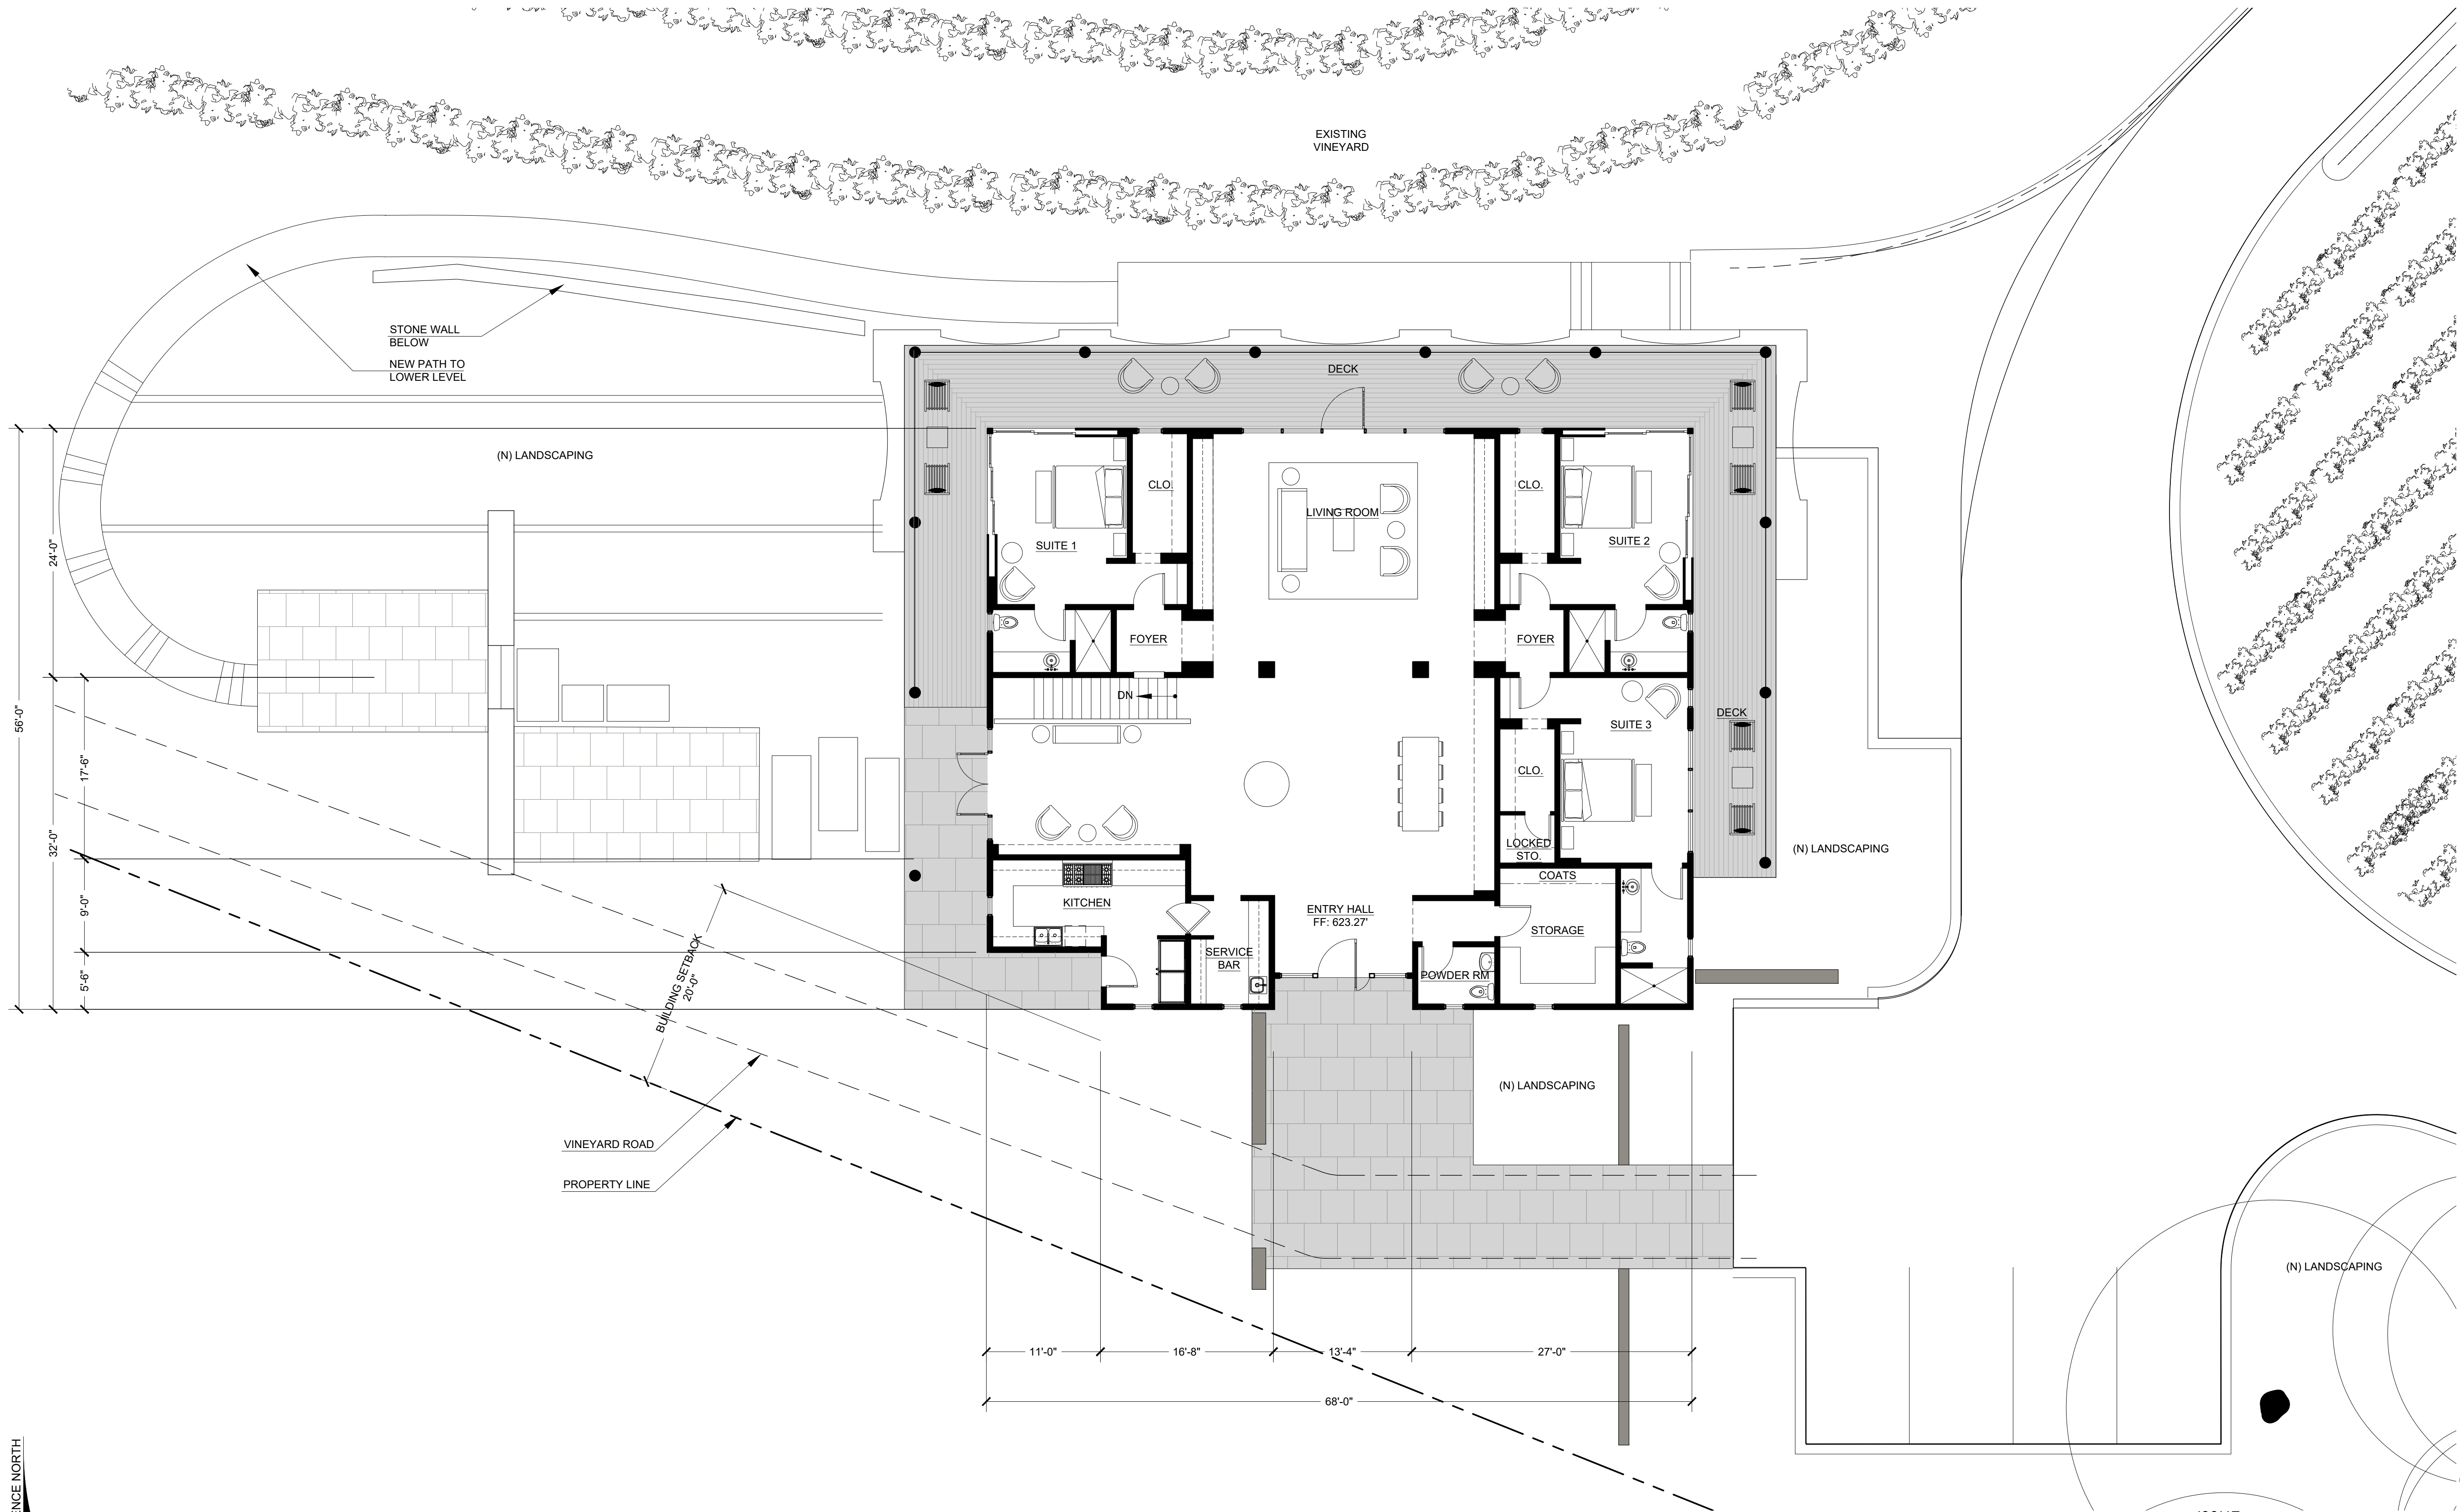 EXISTING
VINEYARD
STONE WALL
BELOW
NEW PATH TO
LOWER LEVEL
DECK
(N) LANDSCAPING
CLO.
CLO.
LIVING ROOM
SUITE 1
SUITE 2
24'-0"
FOYER
FOYER
DN
56'-0"
DECK
SUITE 3
17'-6"
CLO.
32'-0"
LOCKED
STO.
(N) LANDSCAPING
COATS
KITCHEN
9'-0"
ENTRY HALL
FF: 623.27'
STORAGE
SERVICE
BAR
POWDER RM
5'-6"
BUILDING SETBACK
20'-0"
(N) LANDSCAPING
VINEYARD ROAD
PROPERTY LINE
(N) LANDSCAPING
11'-0"
16'-8"
13'-4"
27'-0"
68'-0"
NORTH